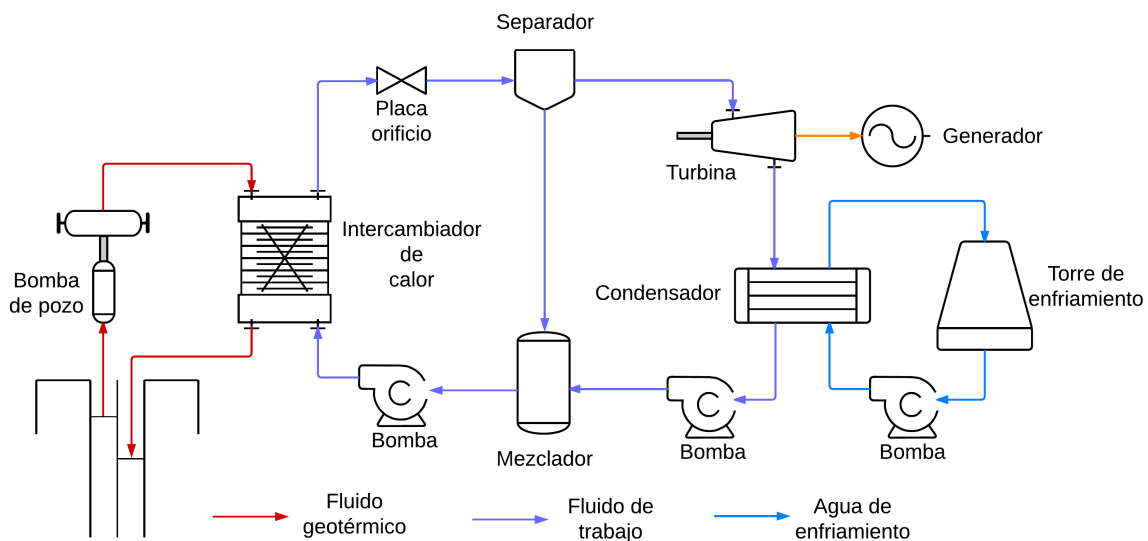 Separador
Placa
orificio
Generador
Turbina
Intercambiador
de
calor
Bomba
de pozo
Condensador
Torre de
enfriamiento
Bomba
Mezclador
Bomba
Bomba
Fluido
geotérmico
Fluido de
trabajo
Agua de
enfriamiento